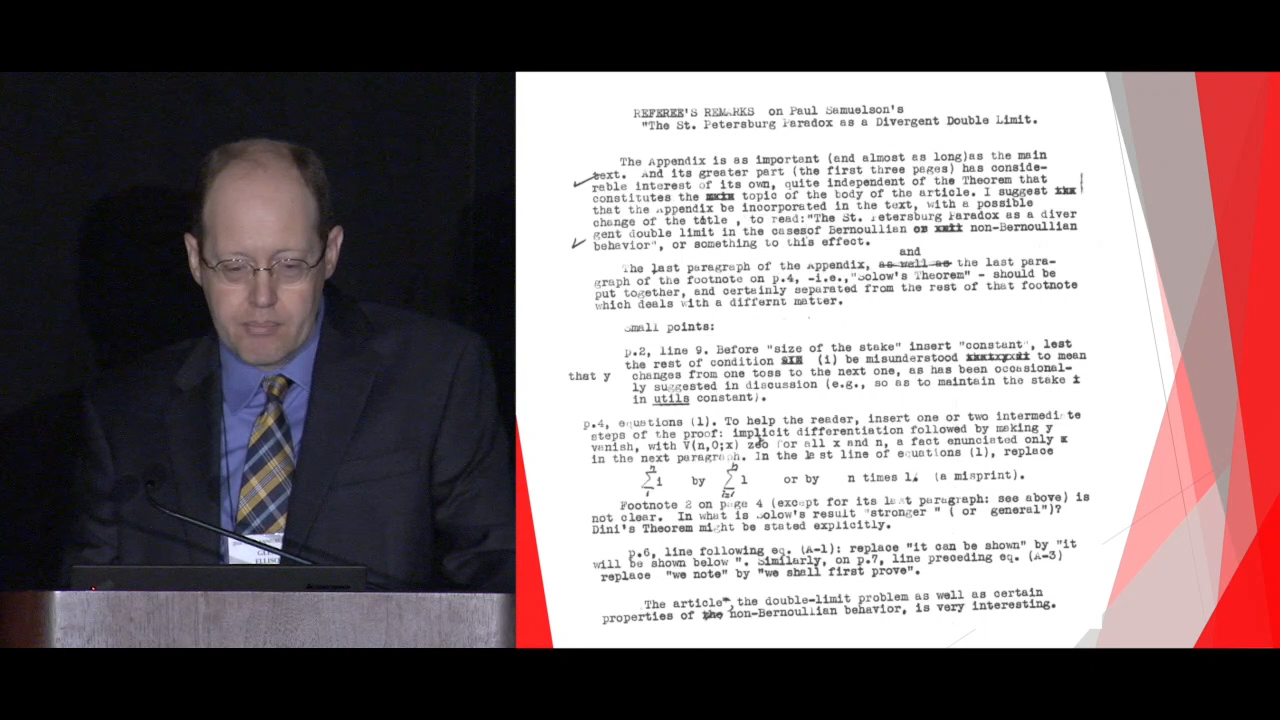 REFEREE'S REMARKS on Paul Samuelson's
"The St. Petersburg Paradox as a Divergent Double Limit.
The Appendix is as important (and almost as long)as the main
text. And its greater part (the first three pages) has conside-
rable interest of its own, quite independent of the Theorem that
constitutes the topic of the body of the article. I suggest
that the Appendix be incorporated in the text, with a possible
change of the title , to read:"The St. Petersburg Paradox as a diver
gent double limit in the casesof Bernoullian non-Bernoullian
behavior", or something to this effect.
and
The last paragraph of the Appendix, as well as the last para-
graph of the footnote on p.4, -i.e.,"Solow's Theorem" - should be
put together, and certainly separated from the rest of that footnote
which deals with a differnt matter.
Small points:
p.2, line 9. Before "size of the stake" insert "constant", lest
the rest of condition (i) be misunderstood to mean
that y changes from one toss to the next one, as has been occasional-
ly suggested in discussion (e.g., so as to maintain the stake
in utils constant).
p.4, equations (1). To help the reader, insert one or two intermediate
steps of the proof: implicit differentiation followed by making y
vanish, with V(n,0;x) zeo for all x and n, a fact enunciated only
in the next paragraph. In the last line of equations (1), replace
n n
Σ i by Σ 1 or by n times 1. (a misprint).
i i=1
Footnote 2 on page 4 (except for its last paragraph: see above) is
not clear. In what is Solow's result "stronger " ( or general")?
Dini's Theorem might be stated explicitly.
p.6, line following eq. (A-1): replace "it can be shown" by "it
will be shown below ". Similarly, on p.7, line preceding eq. (A-3)
replace "we note" by "we shall first prove".
The article , the double-limit problem as well as certain
properties of the non-Bernoullian behavior, is very interesting.